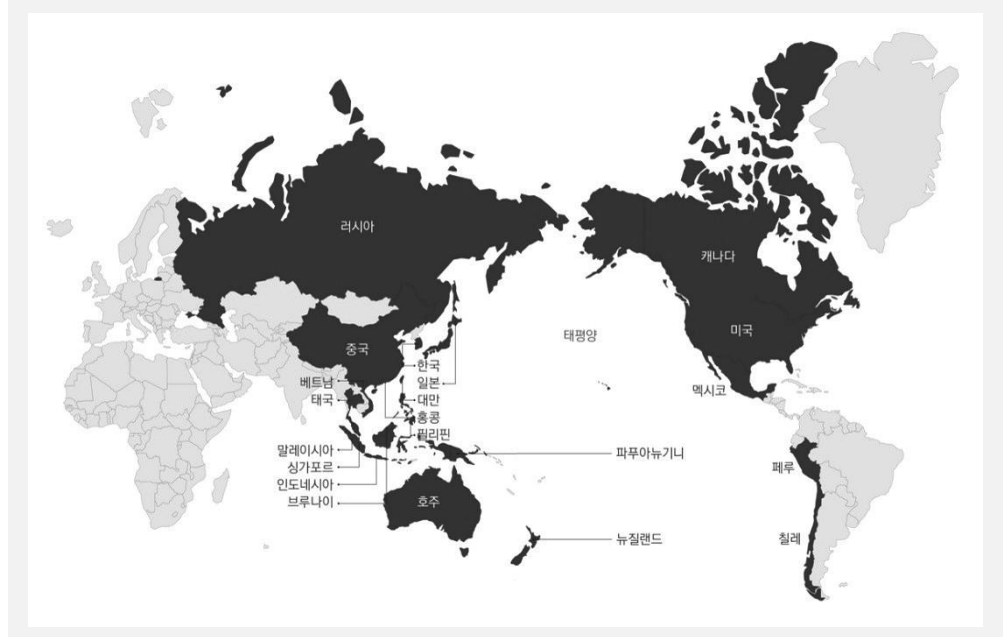 러시아
캐나다
미국
태평양
중국
한국
베트남
일본
멕시코
태국
대만
홍콩
필리핀
말레이시아
파푸아뉴기니
싱가포르
페루
인도네시아
브루나이
호주
뉴질랜드
칠레